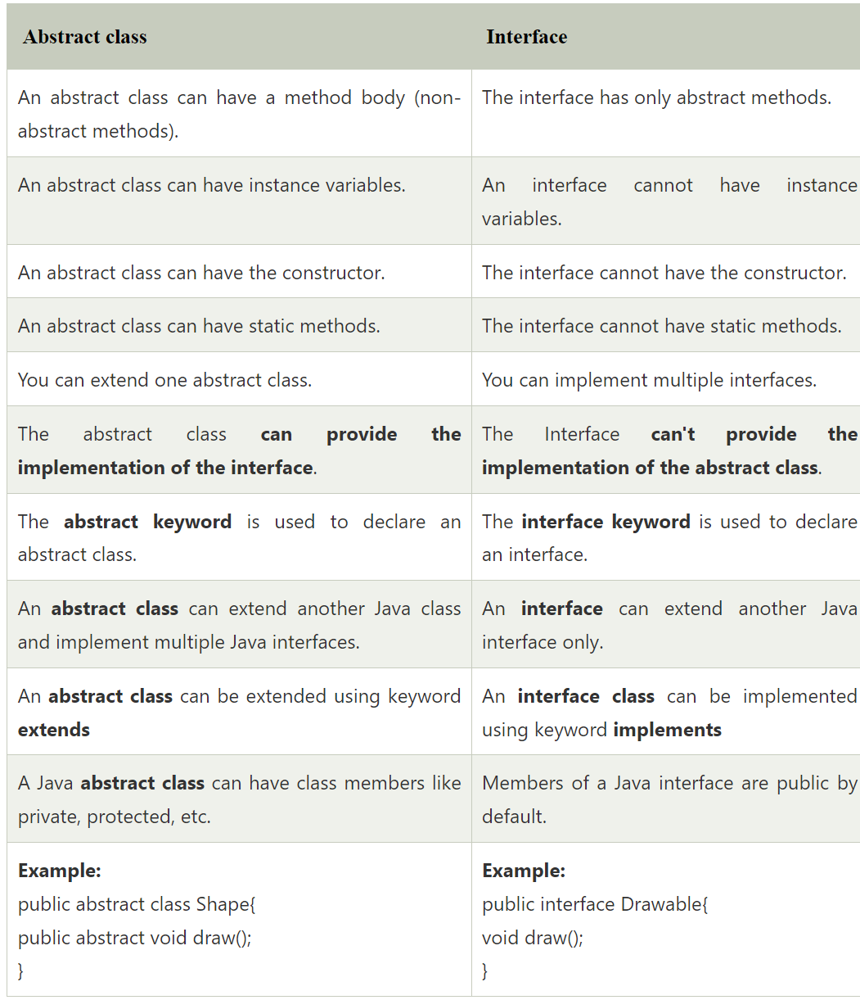 Abstract class
Interface
An abstract class can have a method body (non-
abstract methods).
The interface has only abstract methods.
An abstract class can have instance variables.
An interface cannot have instance
variables.
An abstract class can have the constructor.
The interface cannot have the constructor.
An abstract class can have static methods.
The interface cannot have static methods.
You can extend one abstract class.
You can implement multiple interfaces.
The abstract class can provide the
implementation of the interface.
The Interface can't provide the
implementation of the abstract class.
The abstract keyword is used to declare an
abstract class.
The interface keyword is used to declare
an interface.
An abstract class can extend another Java class
and implement multiple Java interfaces.
An interface can extend another Java
interface only.
An abstract class can be extended using keyword
extends
An interface class can be implemented
using keyword implements
A Java abstract class can have class members like
private, protected, etc.
Members of a Java interface are public by
default.
Example:
public abstract class Shape{
public abstract void draw();
}
Example:
public interface Drawable{
void draw();
}